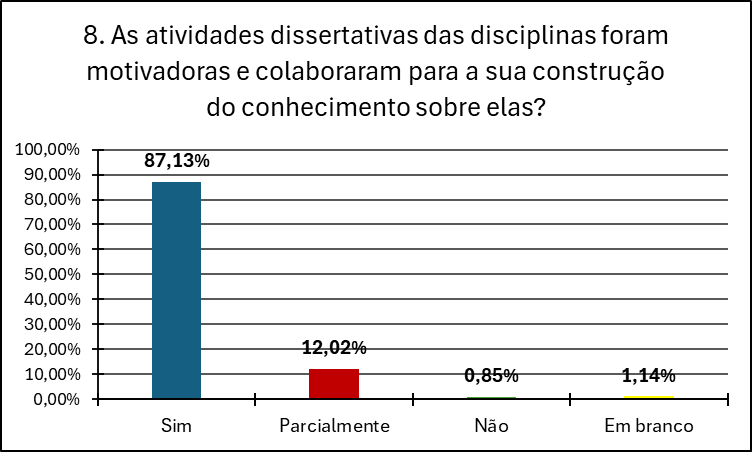 8. As atividades dissertativas das disciplinas foram
motivadoras e colaboraram para a sua construção
do conhecimento sobre elas?
100,00%
90,00%
80,00%
70,00%
60,00%
50,00%
40,00%
30,00%
20,00%
10,00%
0,00%
87,13%
12,02%
0,85%
1,14%
Sim
Parcialmente
Não
Em branco